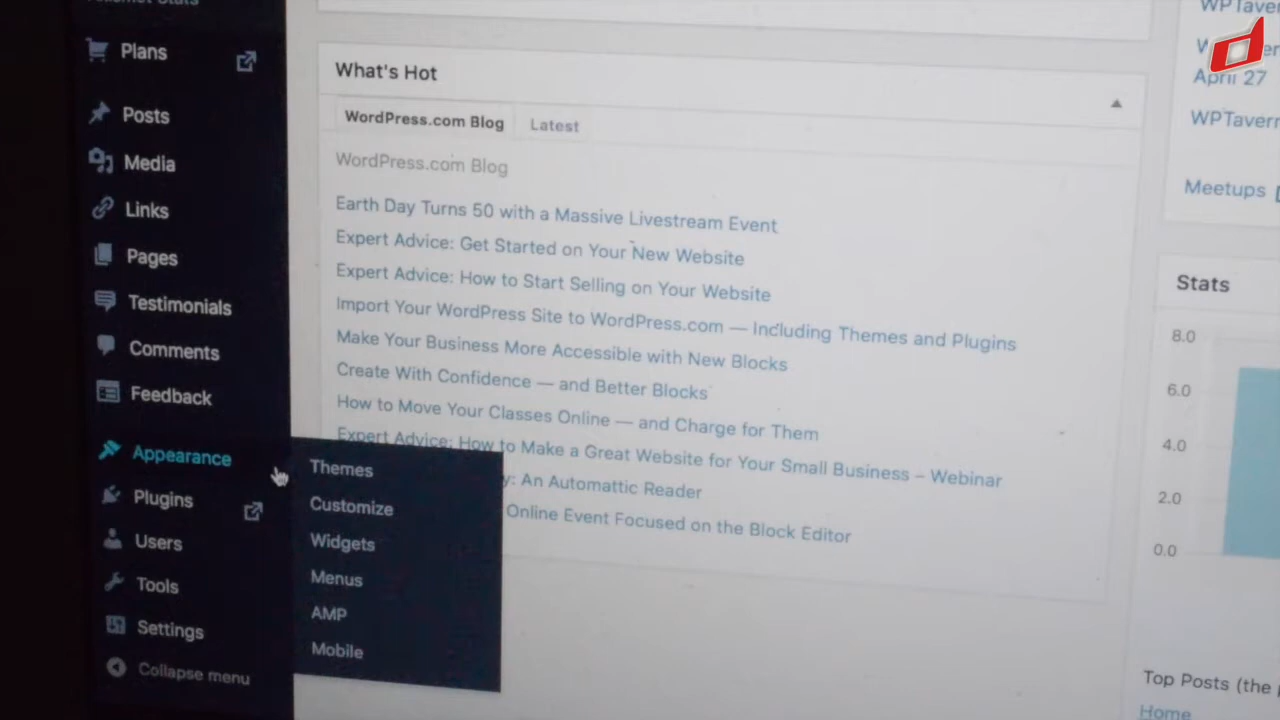 Plans
Posts
Media
Links
Pages
Testimonials
Comments
Feedback
Appearance
Plugins
Users
Tools
Settings
Collapse menu
Themes
Customize
Widgets
Menus
AMP
Mobile
What's Hot
WordPress.com Blog Latest
WordPress.com Blog
Earth Day Turns 50 with a Massive Livestream Event
Expert Advice: Get Started on Your New Website
Expert Advice: How to Start Selling on Your Website
Import Your WordPress Site to WordPress.com — Including Themes and Plugins
Make Your Business More Accessible with New Blocks
Create With Confidence — and Better Blocks
How to Move Your Classes Online — and Charge for Them
Expert Advice: How to Make a Great Website for Your Small Business – Webinar
y: An Automattic Reader
Online Event Focused on the Block Editor
April 27
WPTavern
Meetups
Stats
8.0
6.0
4.0
2.0
0.0
Top Posts (the
Home